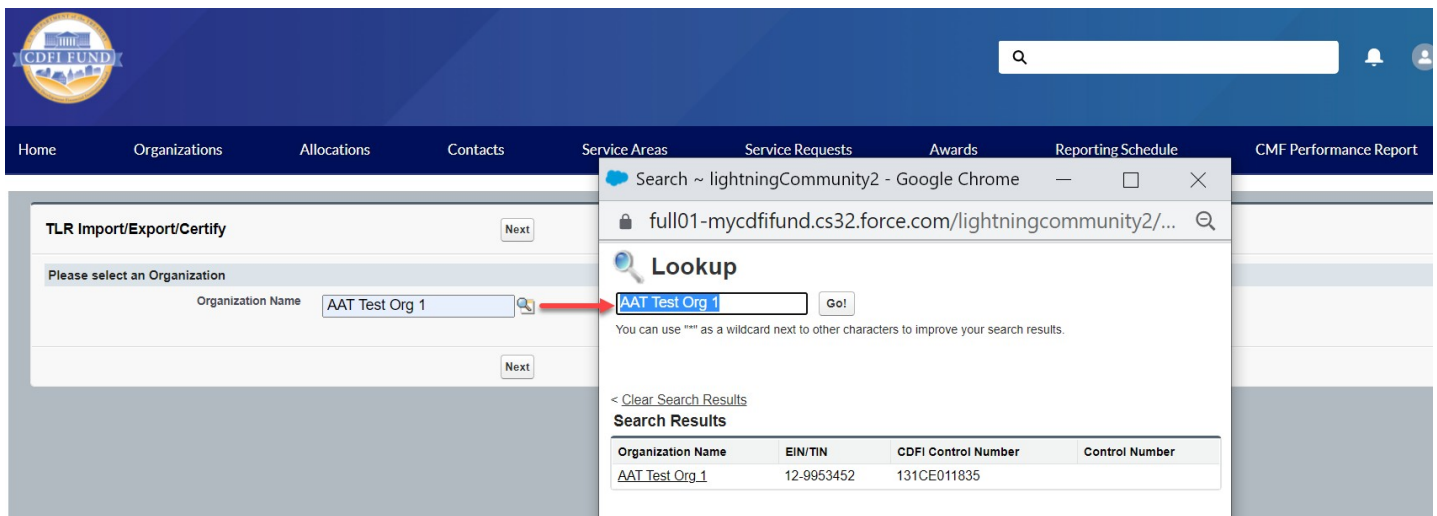 CDFI FUND
Home Organizations Allocations Contacts Service Areas Service Requests Awards Reporting Schedule CMF Performance Report
TLR Import/Export/Certify Next
Please select an Organization
Organization Name AAT Test Org 1
Next
Search ~ lightningCommunity2 - Google Chrome
full01-mycdfifund.cs32.force.com/lightningcommunity2/...
Lookup
AAT Test Org 1 Go!
You can use "*" as a wildcard next to other characters to improve your search results.
< Clear Search Results
Search Results
Organization Name EIN/TIN CDFI Control Number Control Number
AAT Test Org 1 12-9953452 131CE011835